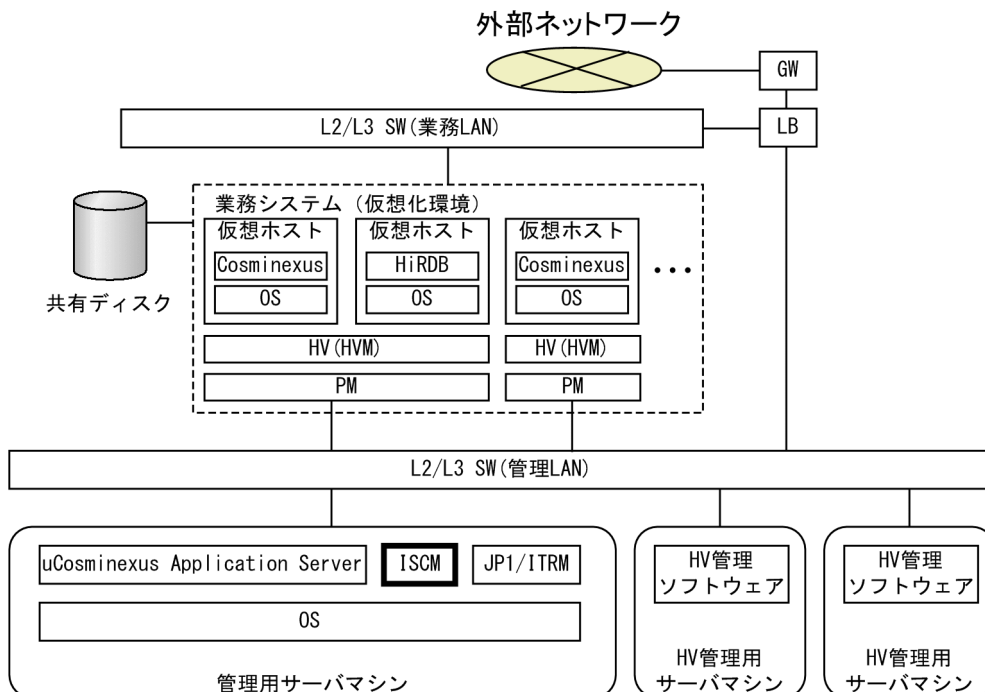 外部ネットワーク
GW
L2/L3 SW(業務LAN)
LB
業務システム（仮想化環境）
仮想ホスト
仮想ホスト
仮想ホスト
Cosminexus
HiRDB
Cosminexus
・・・
OS
OS
OS
共有ディスク
HV(HVM)
HV(HVM)
PM
PM
L2/L3 SW(管理LAN)
uCosminexus Application Server
ISCM
JP1/ITRM
OS
管理用サーバマシン
HV管理
ソフトウェア
HV管理用
サーバマシン
HV管理
ソフトウェア
HV管理用
サーバマシン